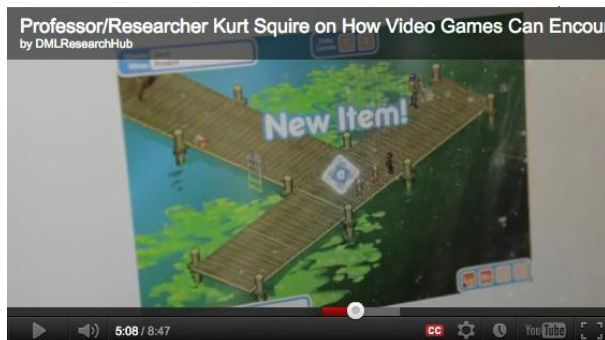 Professor/Researcher Kurt Squire on How Video Games Can Encou
by DMLResearchHub
New Item!
5:08 / 8:47
CC
YouTube